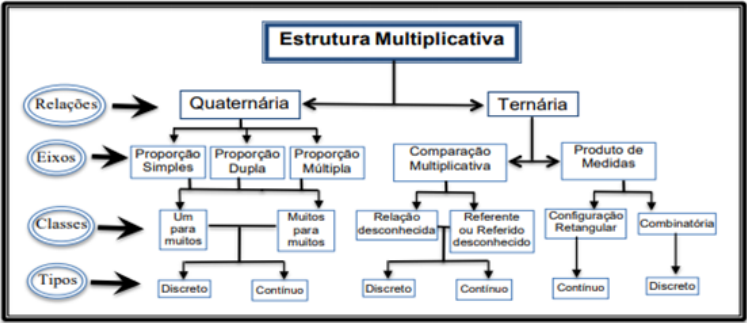 Estrutura Multiplicativa
Relações
Quaternária
Ternária
Eixos
Proporção
Simples
Proporção
Dupla
Proporção
Múltipla
Comparação
Multiplicativa
Produto de
Medidas
Classes
Um
para
muitos
Muitos
para
muitos
Relação
desconhecida
Referente
ou Referido
desconhecido
Configuração
Retangular
Combinatória
Tipos
Discreto
Contínuo
Discreto
Contínuo
Contínuo
Discreto